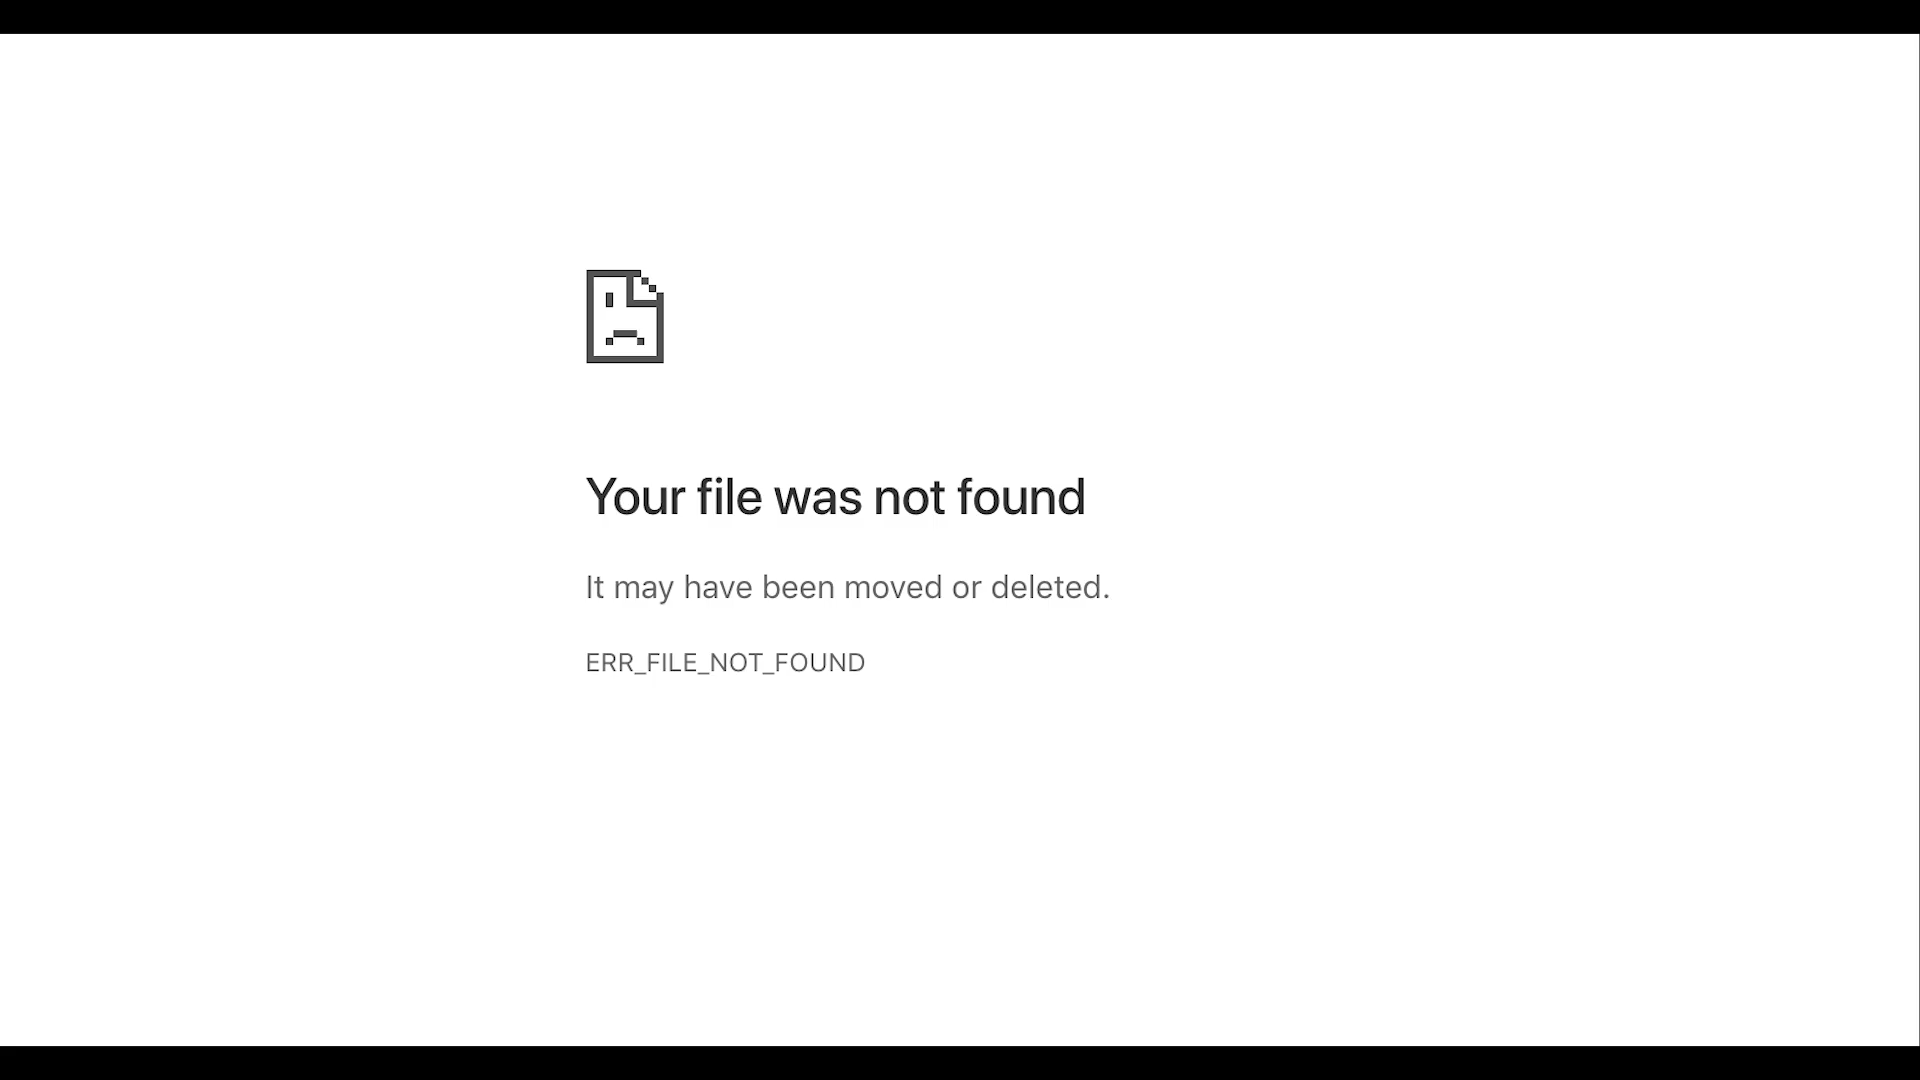 Your file was not found
It may have been moved or deleted.
ERR_FILE_NOT_FOUND